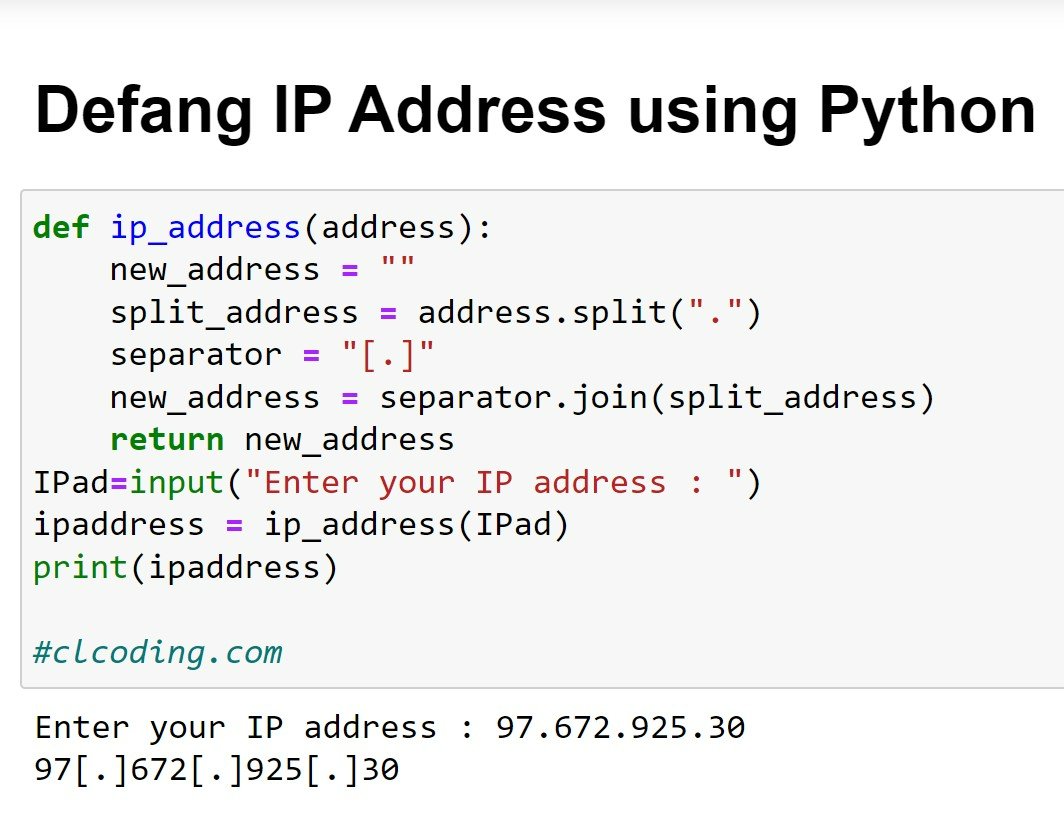 Defang IP Address using Python
def ip_address(address):
    new_address = ""
    split_address = address.split(".")
    separator = "[.]"
    new_address = separator.join(split_address)
    return new_address
IPad=input("Enter your IP address : ")
ipaddress = ip_address(IPad)
print(ipaddress)
#clcoding.com
Enter your IP address : 97.672.925.30
97[.]672[.]925[.]30